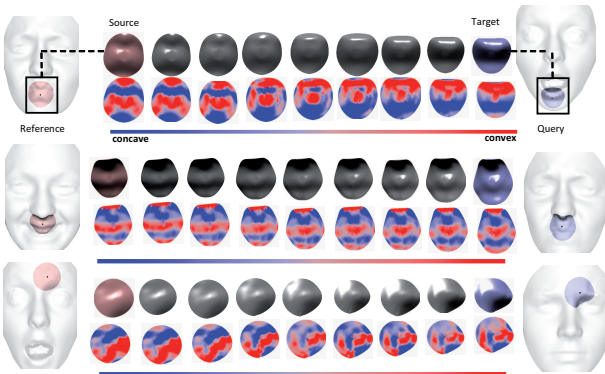 Source
Target
Reference
Query
concave
convex